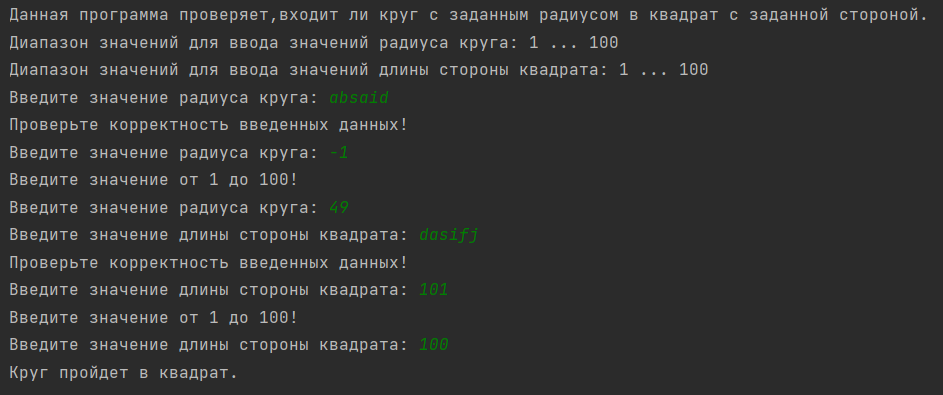 Данная программа проверяет,входит ли круг с заданным радиусом в квадрат с заданной стороной.
Диапазон значений для ввода значений радиуса круга: 1 ... 100
Диапазон значений для ввода значений длины стороны квадрата: 1 ... 100
Введите значение радиуса круга: absaid
Проверьте корректность введенных данных!
Введите значение радиуса круга: -1
Введите значение от 1 до 100!
Введите значение радиуса круга: 49
Введите значение длины стороны квадрата: dasifj
Проверьте корректность введенных данных!
Введите значение длины стороны квадрата: 101
Введите значение от 1 до 100!
Введите значение длины стороны квадрата: 100
Круг пройдет в квадрат.